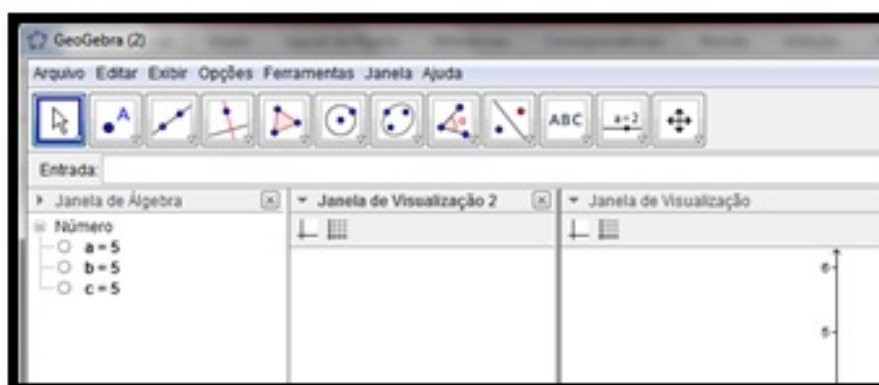 GeoGebra (2)
Arquivo Editar Exibir Opções Ferramentas Janela Ajuda
A
α
ABC
a=2
Entrada:
Janela de Álgebra
Janela de Visualização 2
Janela de Visualização
Número
a = 5
b = 5
c = 5
6
5